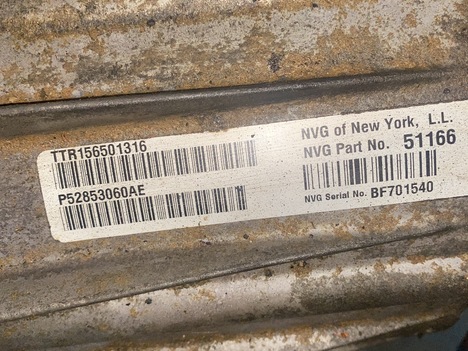 TTR156501316
P52853060AE
NVG of New York, L.L.
NVG Part No. 51166
NVG Serial No. BF701540